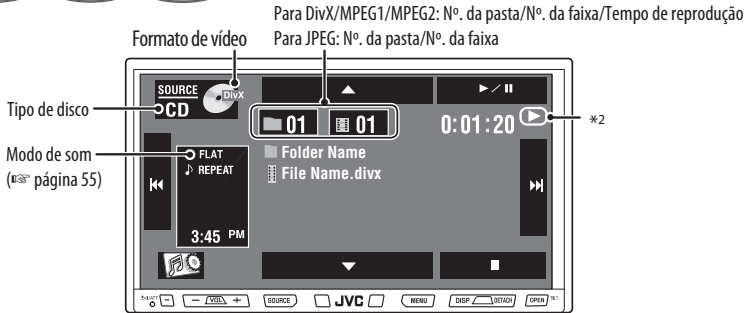 Para DivX/MPEG1/MPEG2: Nº. da pasta/Nº. da faixa/Tempo de reprodução
Para JPEG: Nº. da pasta/Nº. da faixa
Formato de vídeo
Tipo de disco
Modo de som
(☞ página 55)
SOURCE
CD
DivX
01
01
0:01:20
*2
FLAT
REPEAT
Folder Name
File Name.divx
3:45 PM
VOL
SOURCE
JVC
MENU
DISP
DETACH
OPEN